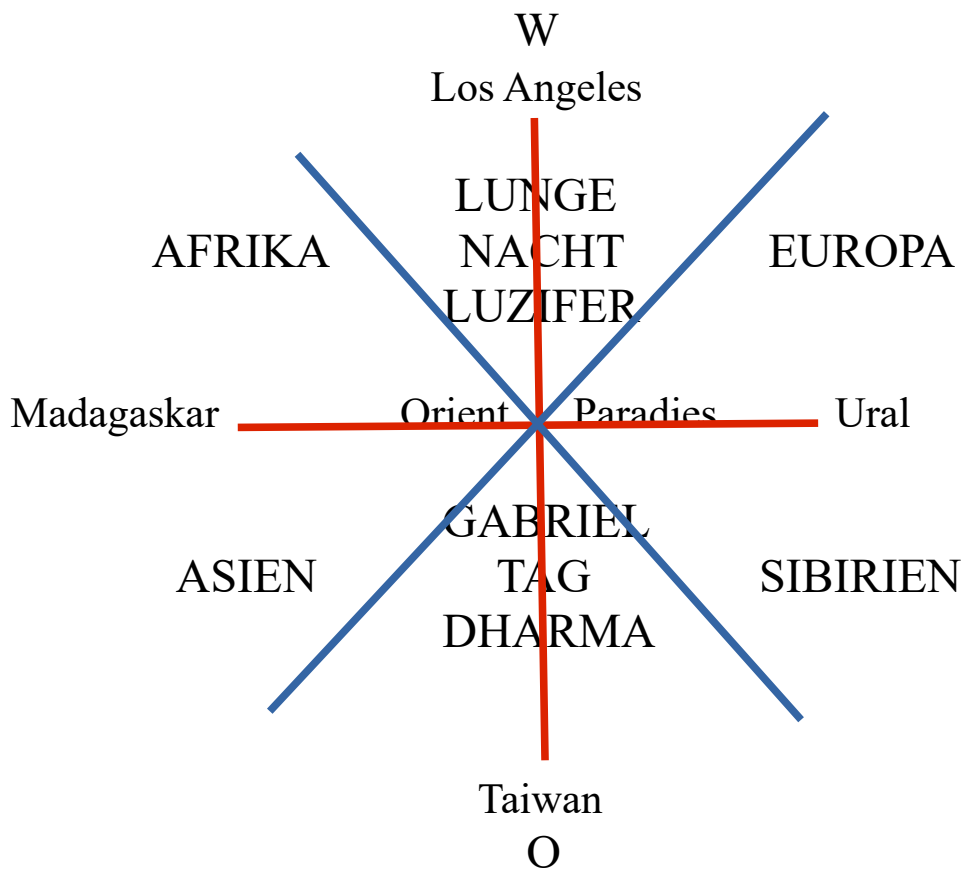 W
Los Angeles
LUNGE
AFRIKA NACHT EUROPA
LUZIFER
Madagaskar Orient Paradies Ural
GABRIEL
ASIEN TAG SIBIRIEN
DHARMA
Taiwan
O